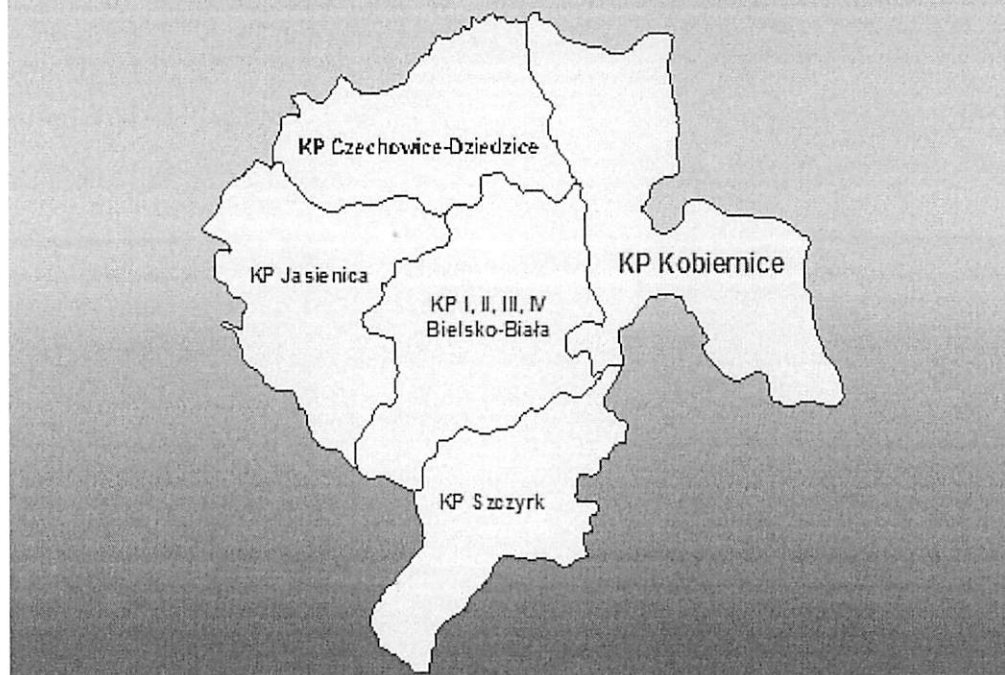 KP Czechowice-Dziedzice
KP Jasienica
KP Kobiernice
KP I, II, III, IV
Bielsko-Biała
KP Szczyrk